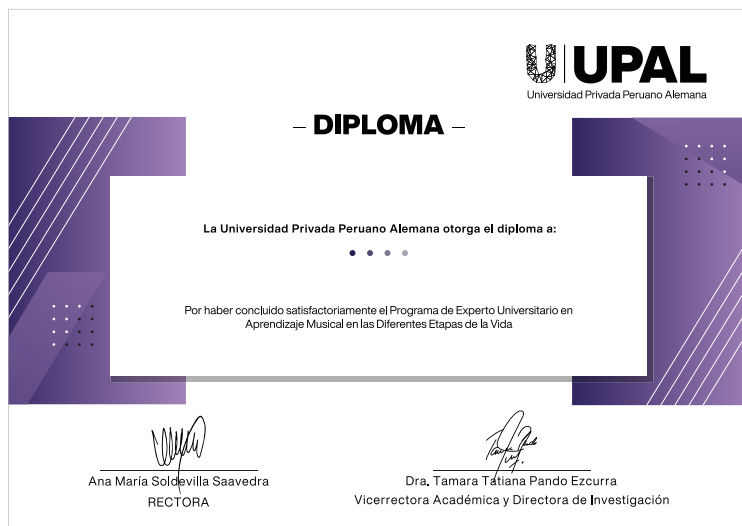 UPAL
Universidad Privada Peruano Alemana
– DIPLOMA –
La Universidad Privada Peruano Alemana otorga el diploma a:
Por haber concluido satisfactoriamente el Programa de Experto Universitario en
Aprendizaje Musical en las Diferentes Etapas de la Vida
Ana María Soldevilla Saavedra
RECTORA
Dra. Tamara Tatiana Pando Ezcurra
Vicerrectora Académica y Directora de Investigación